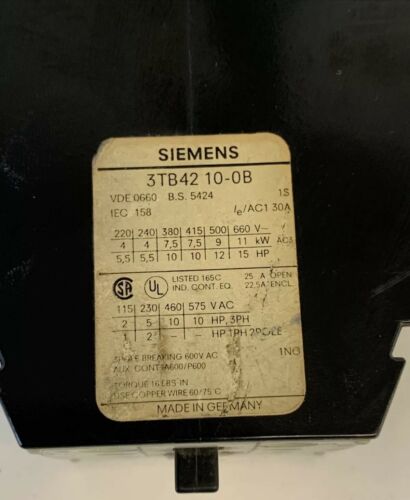 SIEMENS
3TB42 10-0B
VDE 0660 B.S. 5424 1S
IEC 158 Ie/AC1 30A
220 240 380 415 500 660 V~
4 4 7,5 7,5 9 11 kW AC3
5,5 5,5 10 10 12 15 HP
SA UL LISTED 165C 25 A OPEN
IND. CONT. EQ. 22,5A ENCL.
115 230 460 575 V AC
2 5 10 10 HP, 3PH
1 2 — — HP, 1PH 2POLE
BREAKING 600V AC 1NO
AUX. CONT. A600/P600
TORQUE 16 LBS-IN
USE COPPER WIRE 60/75°C
MADE IN GERMANY